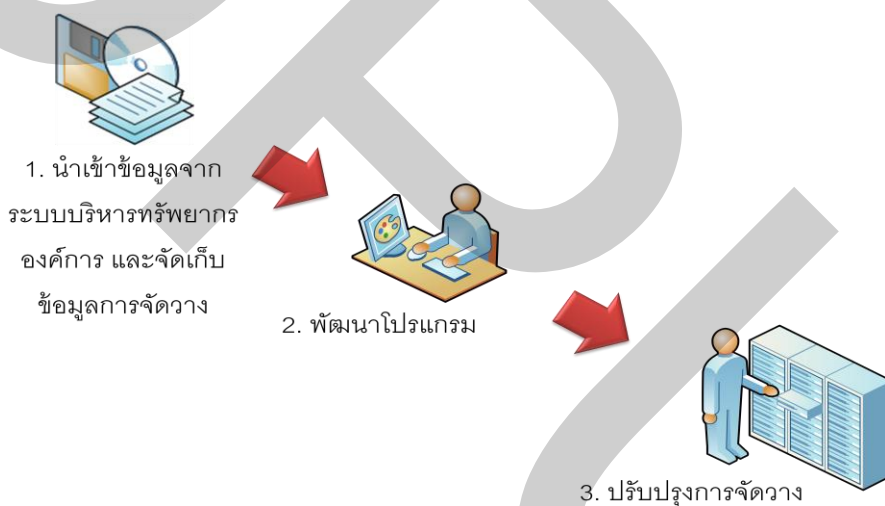 1. นำเข้าข้อมูลจาก
ระบบบริหารทรัพยากร
องค์การ และจัดเก็บ
ข้อมูลการจัดวาง
2. พัฒนาโปรแกรม
3. ปรับปรุงการจัดวาง